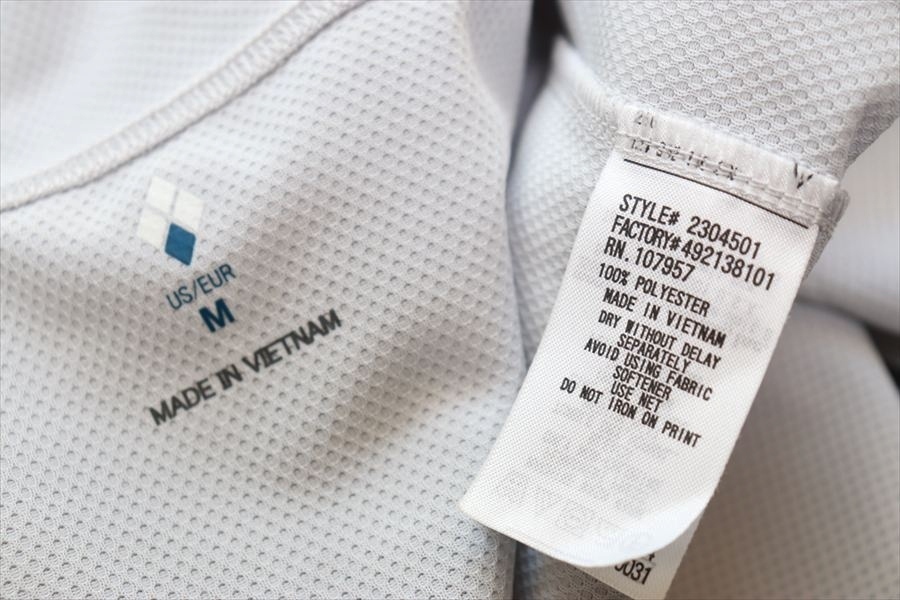 US/EUR
M
MADE IN VIETNAM
STYLE# 2304501
FACTORY#492138101
RN. 107957
100% POLYESTER
MADE IN VIETNAM
DRY WITHOUT DELAY
SEPARATELY
AVOID USING FABRIC
SOFTENER
USE NET
DO NOT IRON ON PRINT